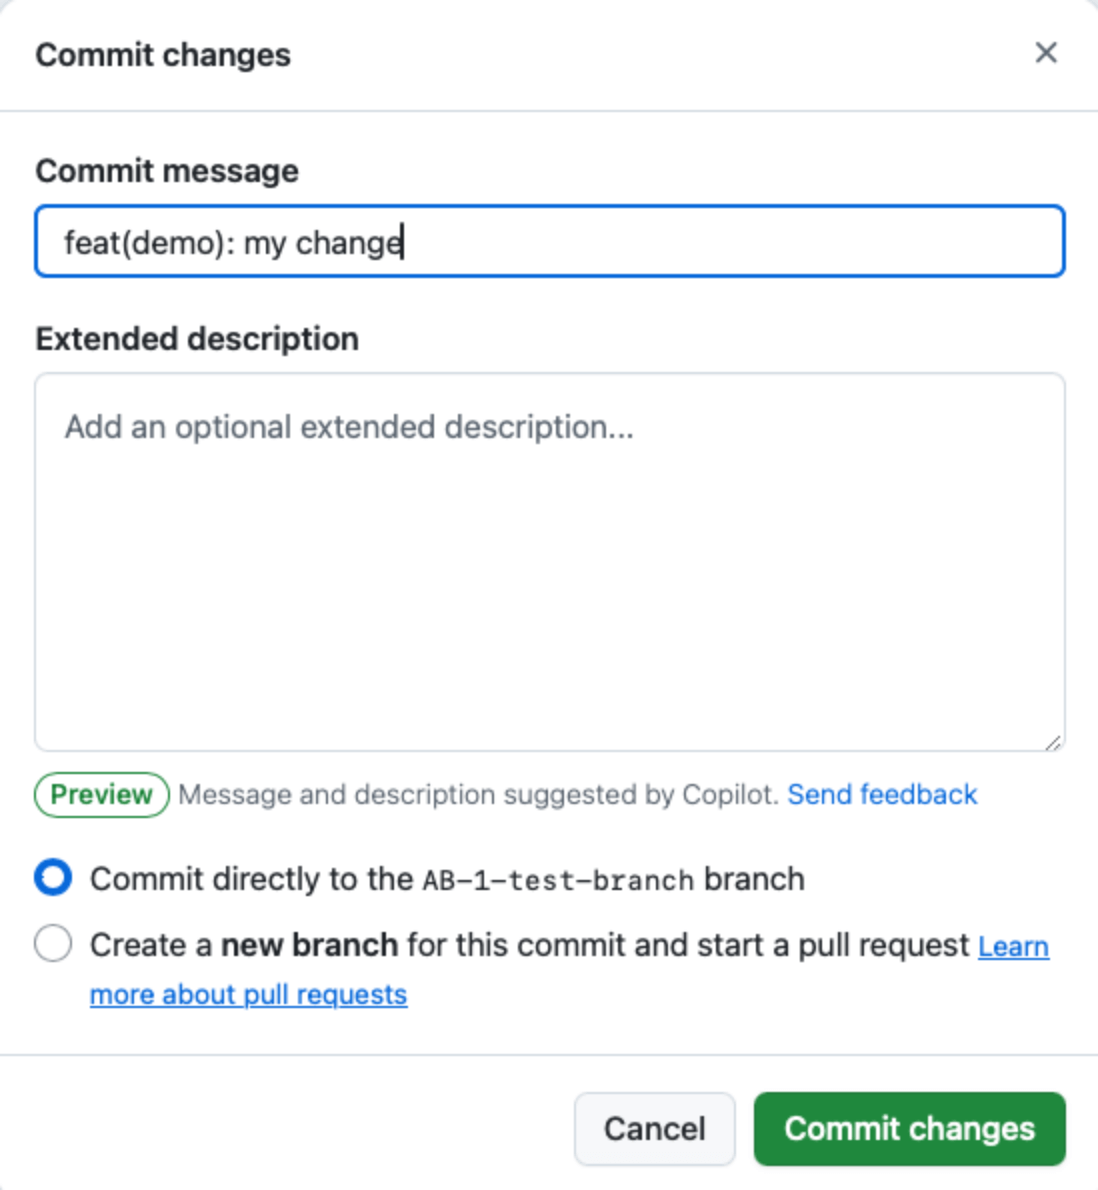 Commit changes
Commit message
feat(demo): my change
Extended description
Add an optional extended description...
Preview Message and description suggested by Copilot. Send feedback
Commit directly to the AB-1-test-branch branch
Create a new branch for this commit and start a pull request Learn
more about pull requests
Cancel Commit changes